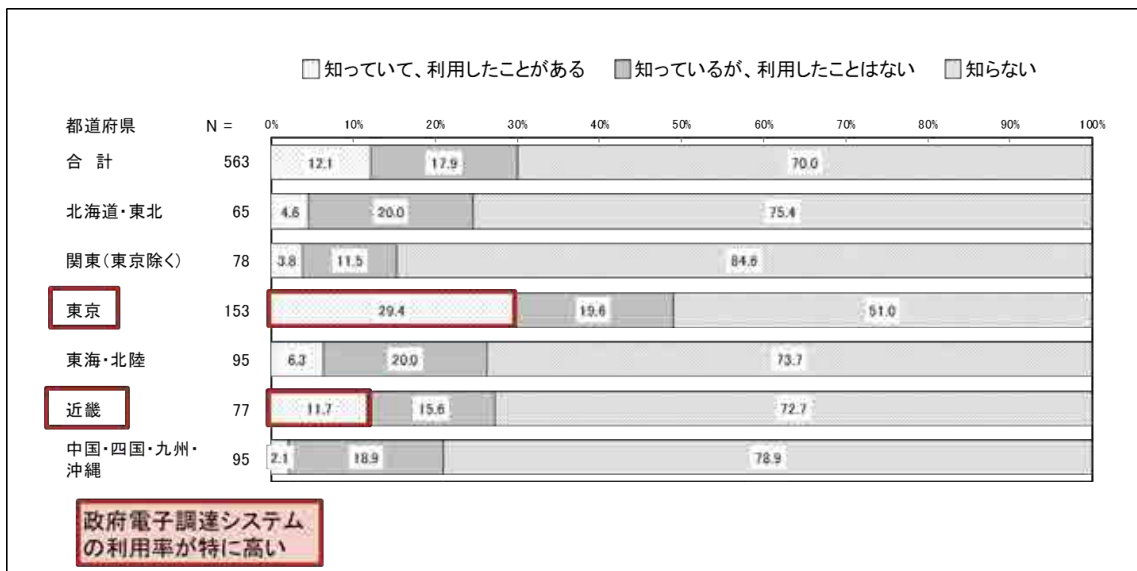 知っていて、利用したことがある 知っているが、利用したことはない 知らない
都道府県 N = 0% 10% 20% 30% 40% 50% 60% 70% 80% 90% 100%
合 計 563 12.1 17.9 70.0
北海道・東北 65 4.6 20.0 75.4
関東(東京除く) 78 3.8 11.5 84.6
東京 153 29.4 19.6 51.0
東海・北陸 95 6.3 20.0 73.7
近畿 77 11.7 15.6 72.7
中国・四国・九州・
沖縄 95 2.1 18.9 78.9
政府電子調達システム
の利用率が特に高い